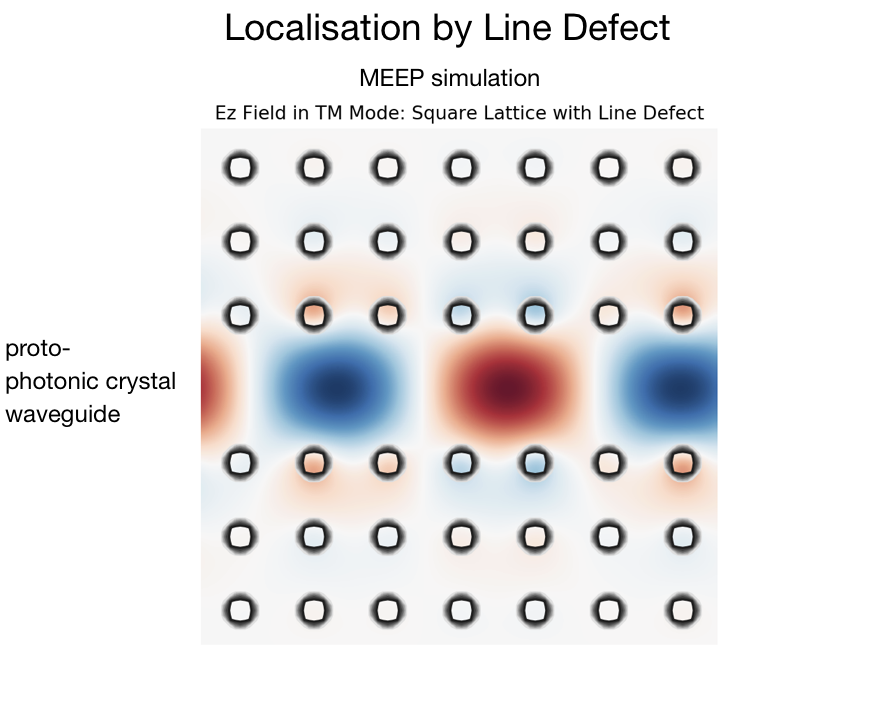 Localisation by Line Defect
MEEP simulation
Ez Field in TM Mode: Square Lattice with Line Defect
proto-
photonic crystal
waveguide